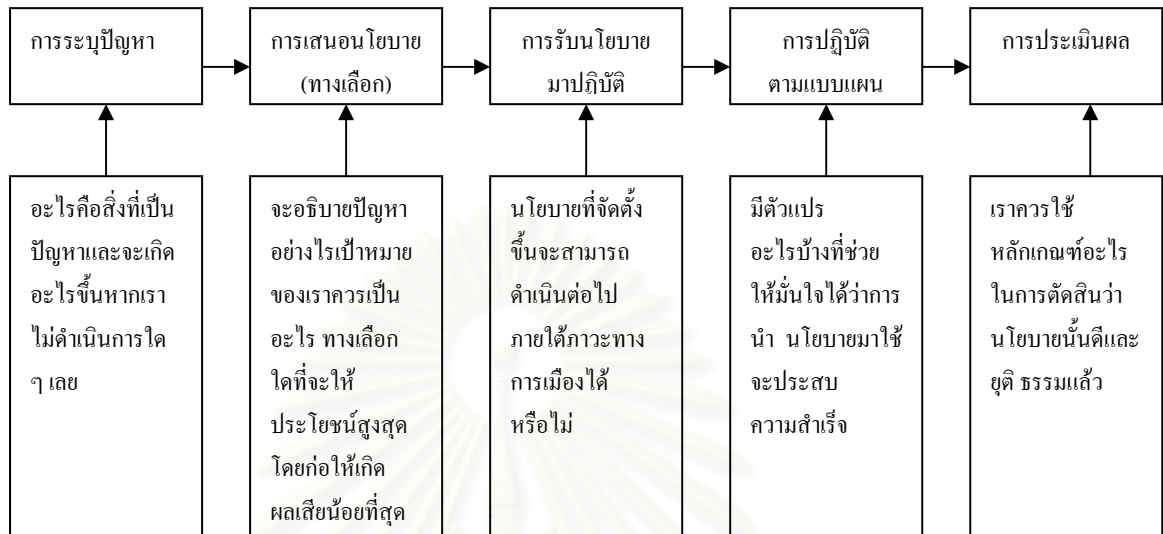 การระบุปัญหา
การเสนอนโยบาย
(ทางเลือก)
การรับนโยบาย
มาปฏิบัติ
การปฏิบัติ
ตามแบบแผน
การประเมินผล
อะไรคือสิ่งที่เป็น
ปัญหาและจะเกิด
อะไรขึ้นหากเรา
ไม่ดำเนินการใด
ๆ เลย
จะอธิบายปัญหา
อย่างไรเป้าหมาย
ของเราควรเป็น
อะไร ทางเลือก
ใดที่จะให้
ประโยชน์สูงสุด
โดยก่อให้เกิด
ผลเสียน้อยที่สุด
นโยบายที่จัดตั้ง
ขึ้นจะสามารถ
ดำเนินต่อไป
ภายใต้ภาวะทาง
การเมืองได้
หรือไม่
มีตัวแปร
อะไรบ้างที่ช่วย
ให้มั่นใจได้ว่าการ
นำ นโยบายมาใช้
จะประสบ
ความสำเร็จ
เราควรใช้
หลักเกณฑ์อะไร
ในการตัดสินว่า
นโยบายนั้นดีและ
ยุติ ธรรมแล้ว